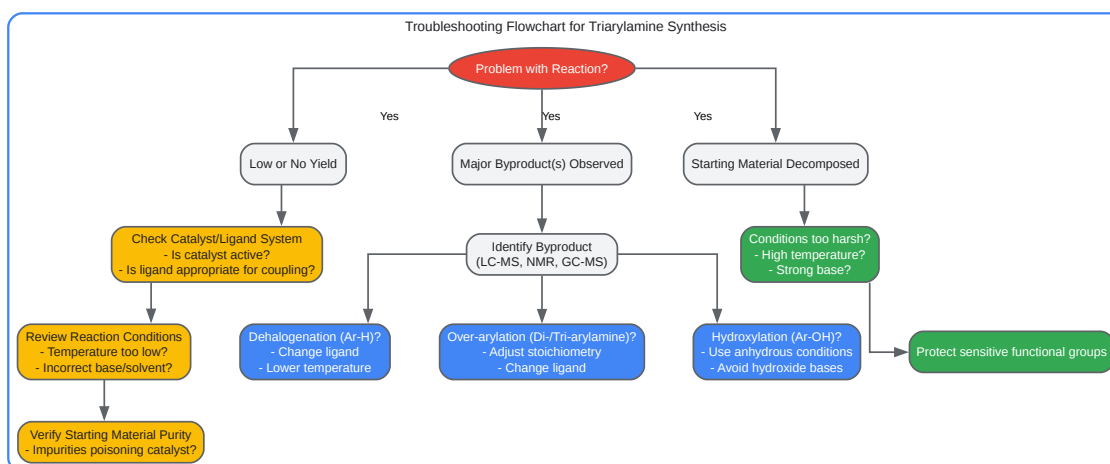 Troubleshooting Flowchart for Triarylamine Synthesis
Problem with Reaction?
Yes
Yes
Yes
Low or No Yield
Major Byproduct(s) Observed
Starting Material Decomposed
Check Catalyst/Ligand System
- Is catalyst active?
- Is ligand appropriate for coupling?
Identify Byproduct
(LC-MS, NMR, GC-MS)
Conditions too harsh?
- High temperature?
- Strong base?
Review Reaction Conditions
- Temperature too low?
- Incorrect base/solvent?
Dehalogenation (Ar-H)?
- Change ligand
- Lower temperature
Over-arylation (Di-/Tri-arylamine)?
- Adjust stoichiometry
- Change ligand
Hydroxylation (Ar-OH)?
- Use anhydrous conditions
- Avoid hydroxide bases
Protect sensitive functional groups
Verify Starting Material Purity
- Impurities poisoning catalyst?